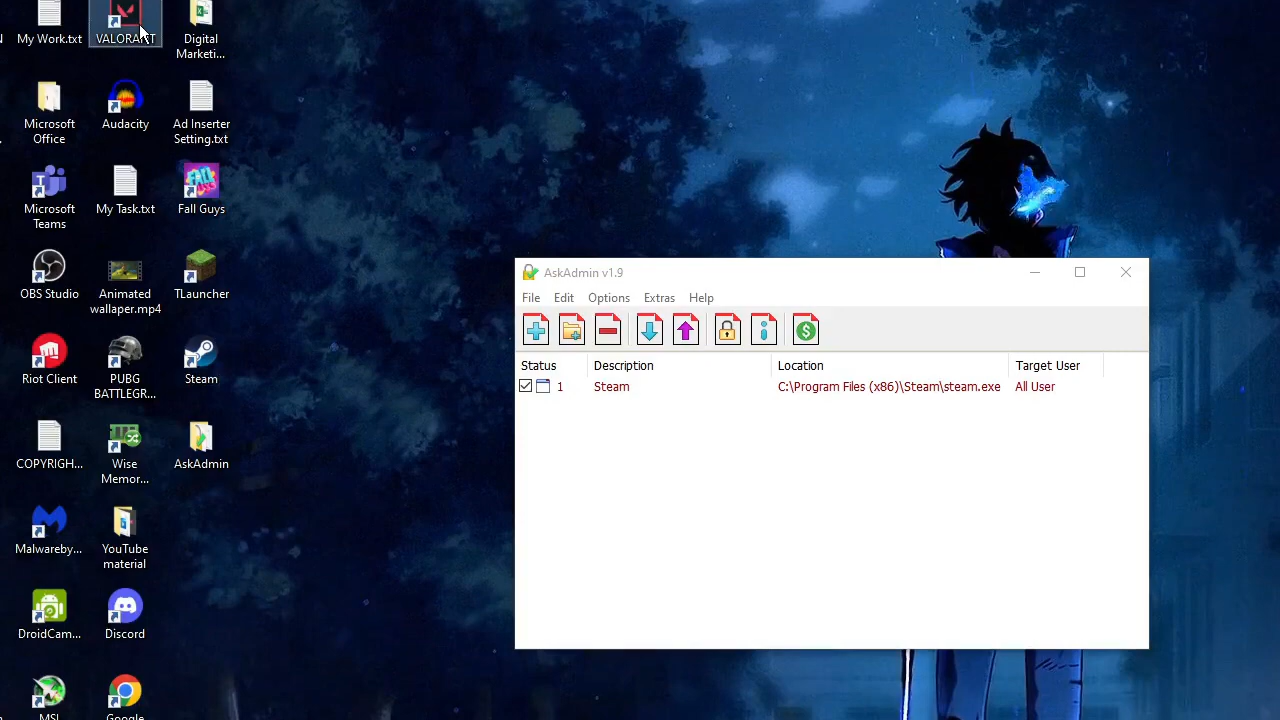 My Work.txt
VALORANT
Digital
Marketi...
Microsoft
Office
Audacity
Ad Inserter
Setting.txt
Microsoft
Teams
My Task.txt
Fall Guys
OBS Studio
Animated
wallaper.mp4
TLauncher
Riot Client
PUBG
BATTLEGR...
Steam
COPYRIGH...
Wise
Memor...
AskAdmin
Malwareby...
YouTube
material
DroidCam...
Discord
MSI
Google
AskAdmin v1.9
File Edit Options Extras Help
Status Description Location Target User
1 Steam C:\Program Files (x86)\Steam\steam.exe All User